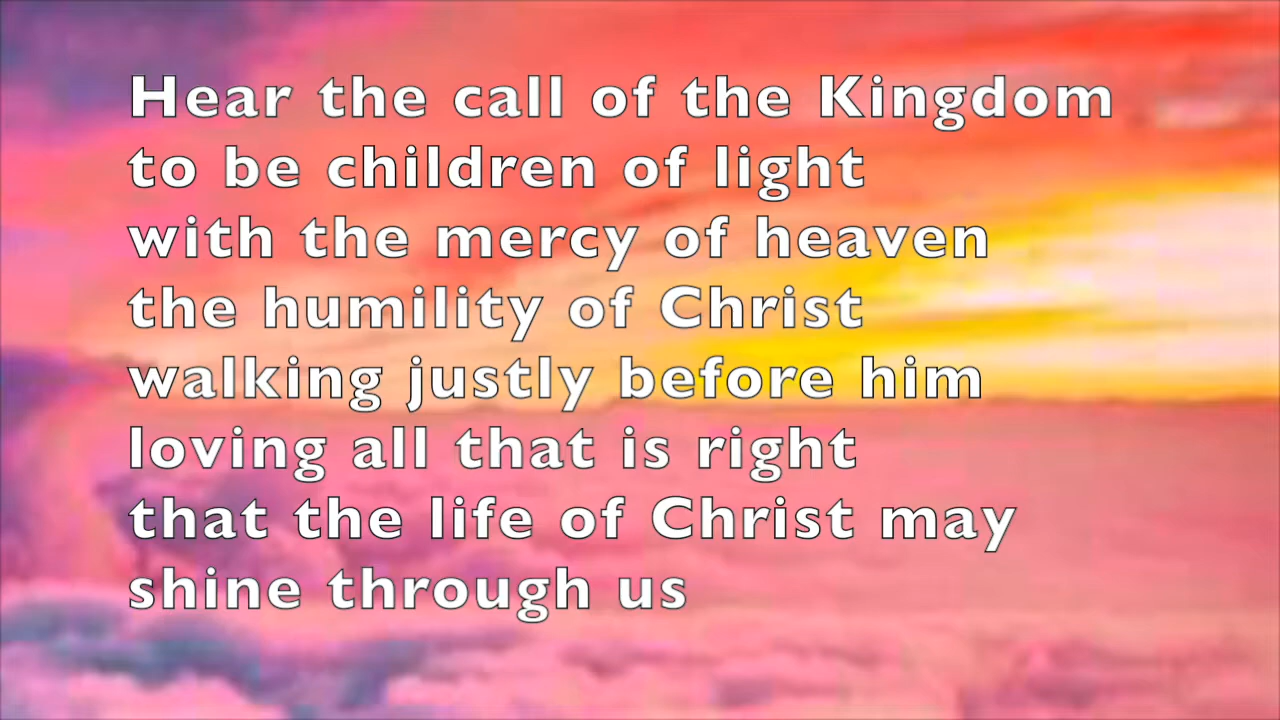 Hear the call of the Kingdom
to be children of light
with the mercy of heaven
the humility of Christ
walking justly before him
loving all that is right
that the life of Christ may
shine through us